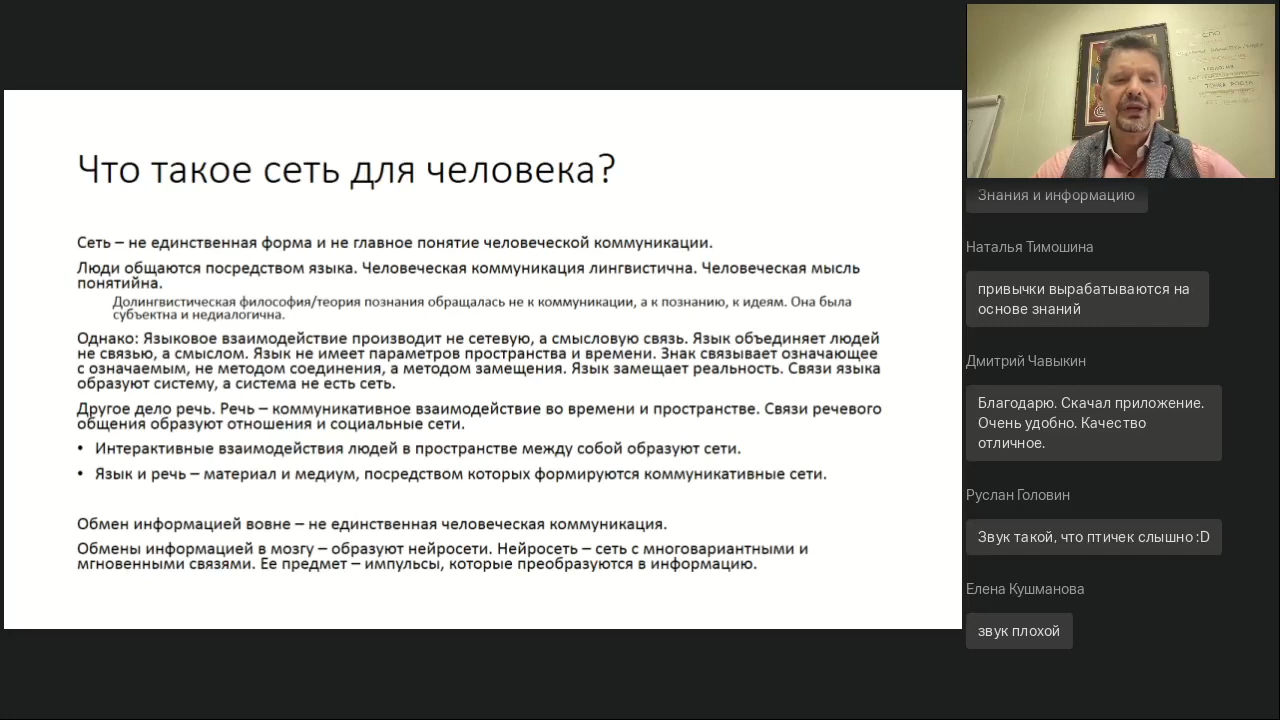 Что такое сеть для человека?
Сеть – не единственная форма и не главное понятие человеческой коммуникации.
Люди общаются посредством языка. Человеческая коммуникация лингвистична. Человеческая мысль
понятийна.
Долингвистическая философия/теория познания обращалась не к коммуникации, а к познанию, к идеям. Она была
субъектна и недиалогична.
Однако: Языковое взаимодействие производит не сетевую, а смысловую связь. Язык объединяет людей
не связью, а смыслом. Язык не имеет параметров пространства и времени. Знак связывает означающее
с означаемым, не методом соединения, а методом замещения. Язык замещает реальность. Связи языка
образуют систему, а система не есть сеть.
Другое дело речь. Речь – коммуникативное взаимодействие во времени и пространстве. Связи речевого
общения образуют отношения и социальные сети.
• Интерактивные взаимодействия людей в пространстве между собой образуют сети.
• Язык и речь – материал и медиум, посредством которых формируются коммуникативные сети.
Обмен информацией вовне – не единственная человеческая коммуникация.
Обмены информацией в мозгу – образуют нейросети. Нейросеть – сеть с многовариантными и
мгновенными связями. Ее предмет – импульсы, которые преобразуются в информацию.
Знания и информацию
Наталья Тимошина
привычки вырабатываются на
основе знаний
Дмитрий Чавыкин
Благодарю. Скачал приложение.
Очень удобно. Качество
отличное.
Руслан Головин
Звук такой, что птичек слышно :D
Елена Кушманова
звук плохой